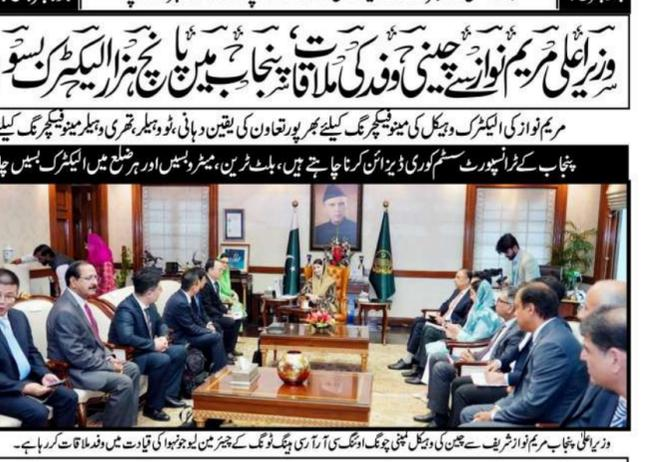 وزیراعلیٰ مریم نواز سے چینی وفد کی ملاقات، پنجاب میں پانچ ہزار الیکٹرک بسو
مریم نواز کی الیکٹرک وہیکل کی مینوفیکچرنگ کیلئے بھرپور تعاون کی یقین دہانی، ٹو وہیلر، تھری وہیلر مینوفیکچرنگ کیلئے
پنجاب کے ٹرانسپورٹ سسٹم کو ری ڈیزائن کرنا چاہتے ہیں، بلٹ ٹرین، میٹرو بسیں اور ہر ضلع میں الیکٹرک بسیں چلا
وزیراعلیٰ پنجاب مریم نواز شریف سے چین کی وہیکل کمپنی چونگ اوئنگ سی آر آر سی ہینگ ٹونگ کے چیئرمین لیو جونہوا کی قیادت میں وفد ملاقات کر رہا ہے۔